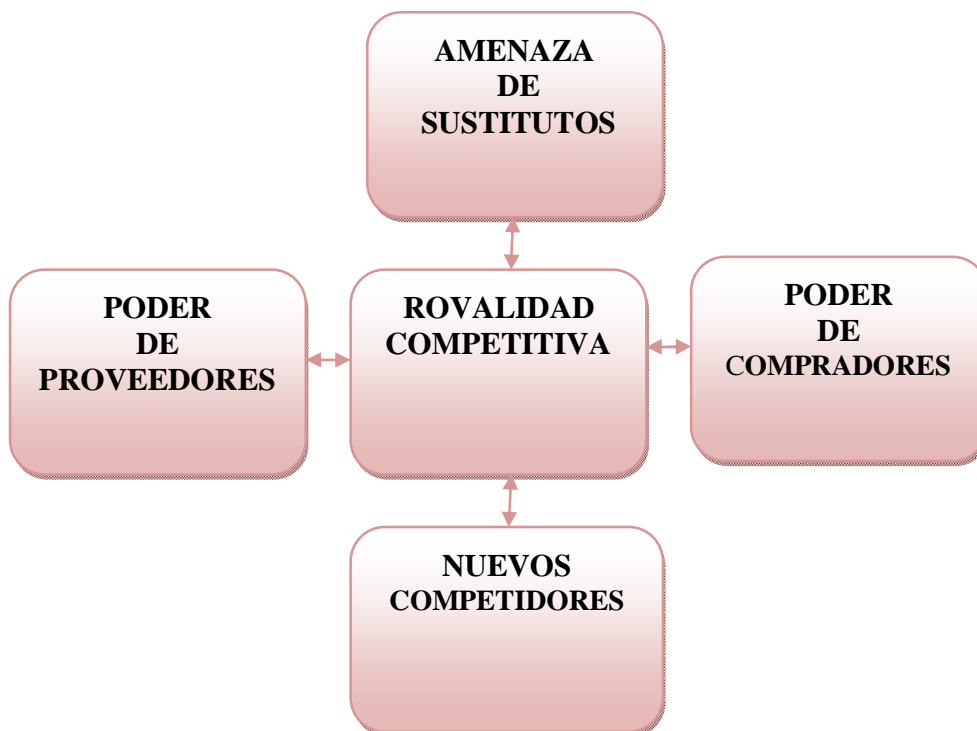 AMENAZA
DE
SUSTITUTOS
PODER
DE
PROVEEDORES
ROVALIDAD
COMPETITIVA
PODER
DE
COMPRADORES
NUEVOS
COMPETIDORES